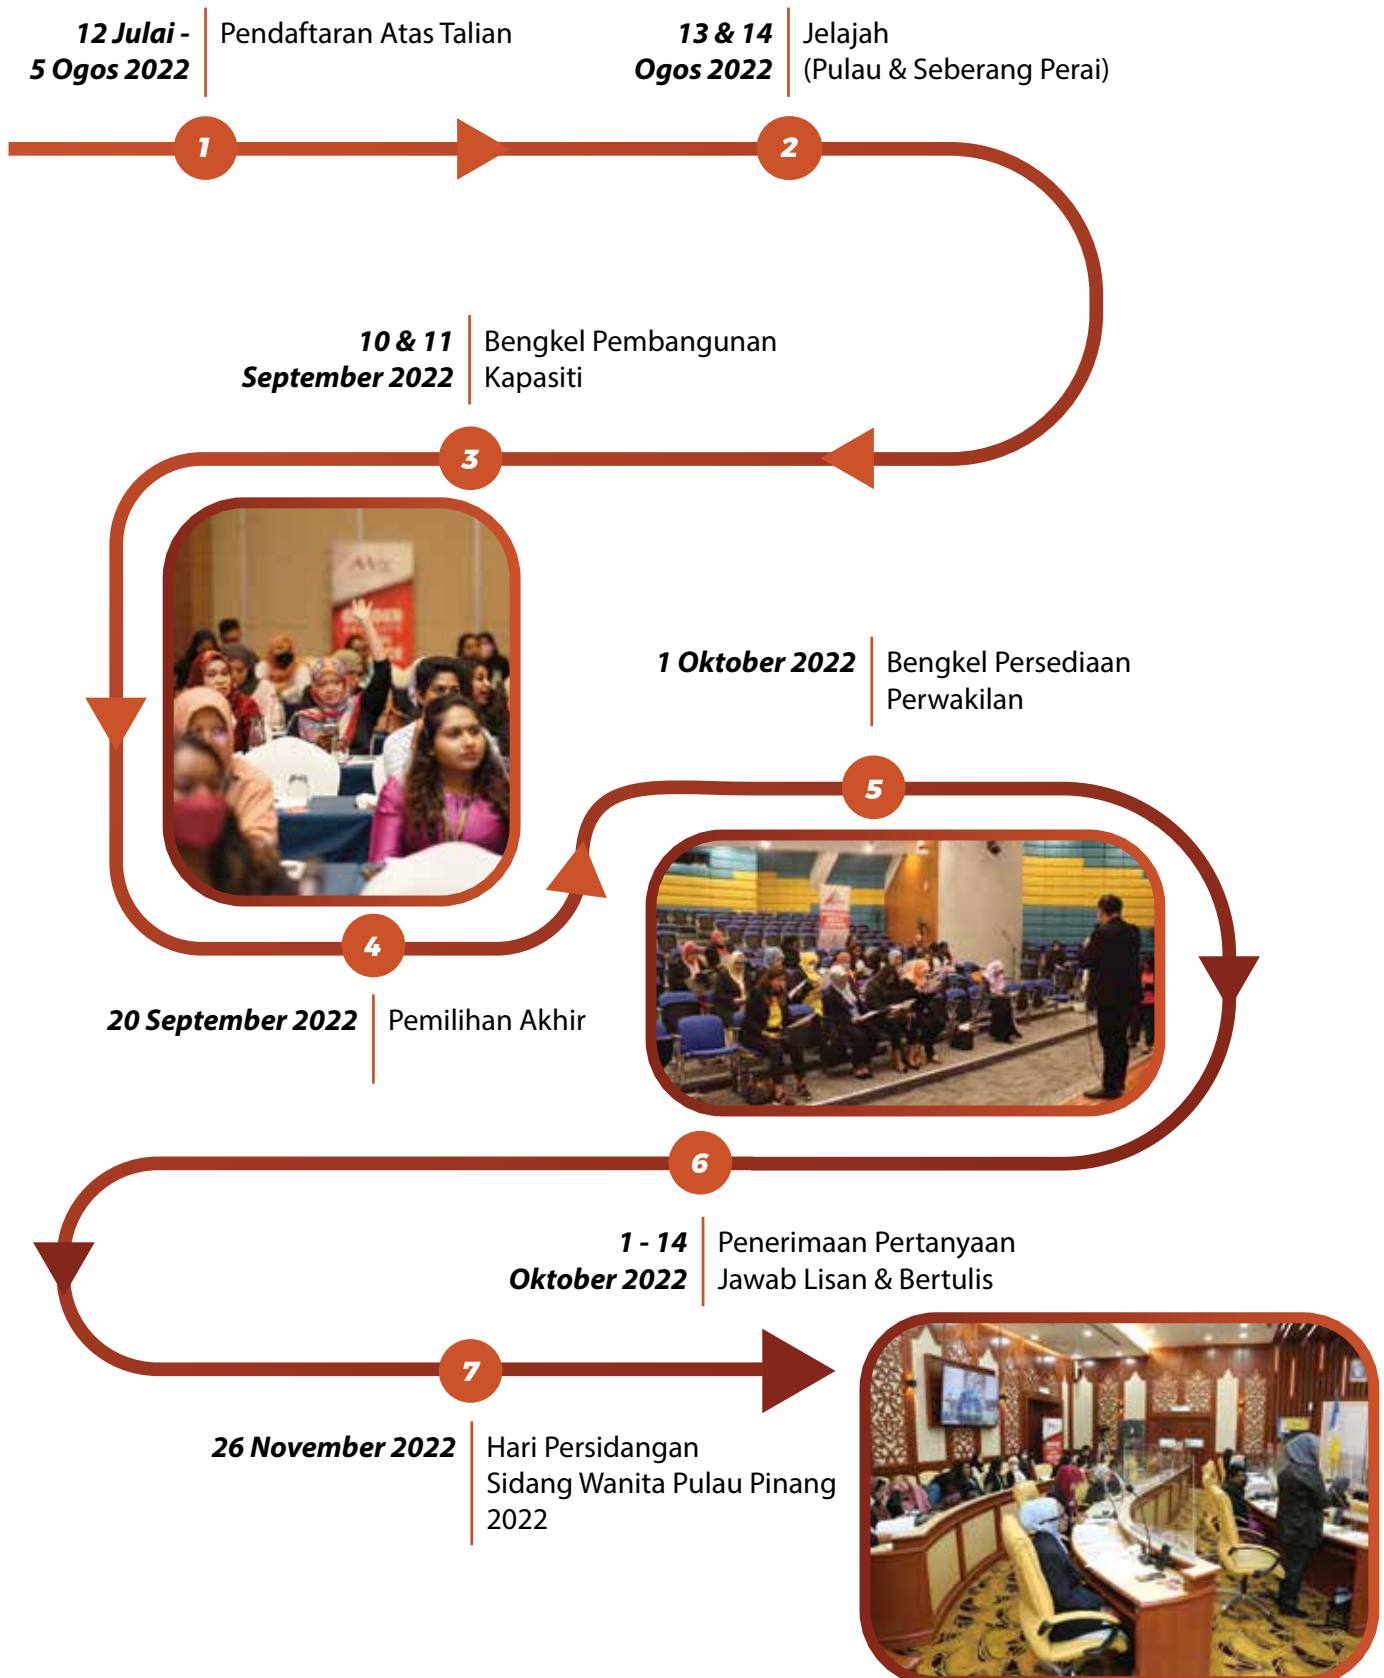 12 Julai -
5 Ogos 2022
Pendaftaran Atas Talian
13 & 14
Ogos 2022
Jelajah
(Pulau & Seberang Perai)
1
2
10 & 11
September 2022
Bengkel Pembangunan
Kapasiti
3
1 Oktober 2022
Bengkel Persediaan
Perwakilan
5
4
20 September 2022
Pemilihan Akhir
6
1 - 14
Oktober 2022
Penerimaan Pertanyaan
Jawab Lisan & Bertulis
7
26 November 2022
Hari Persidangan
Sidang Wanita Pulau Pinang
2022